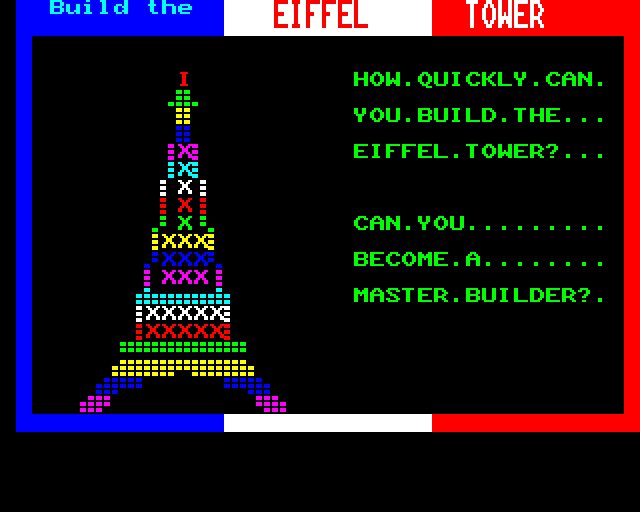 Build the EIFFEL TOWER
HOW.QUICKLY.CAN.
YOU.BUILD.THE...
EIFFEL.TOWER?...
CAN.YOU.........
BECOME.A........
MASTER.BUILDER?.